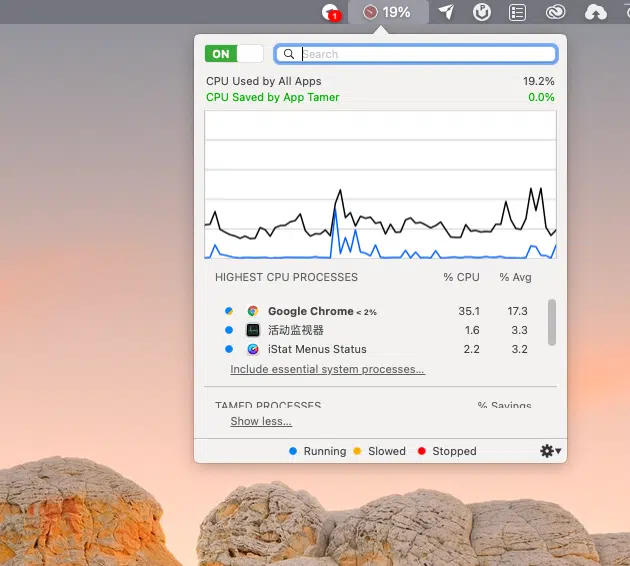 1
19%
ON
Search
CPU Used by All Apps 19.2%
CPU Saved by App Tamer 0.0%
HIGHEST CPU PROCESSES % CPU % Avg
Google Chrome < 2% 35.1 17.3
活动监视器 1.6 3.3
iStat Menus Status 2.2 3.2
Include essential system processes...
TAMED PROCESSES % Savings
Show less...
Running Slowed Stopped